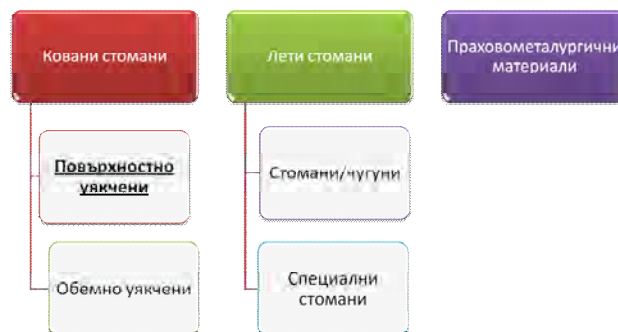 Ковани стомани
Повърхностно
уякчени
Обемно уякчени
Лети стомани
Стомани/чугуни
Специални
стомани
Праховометалургични
материали